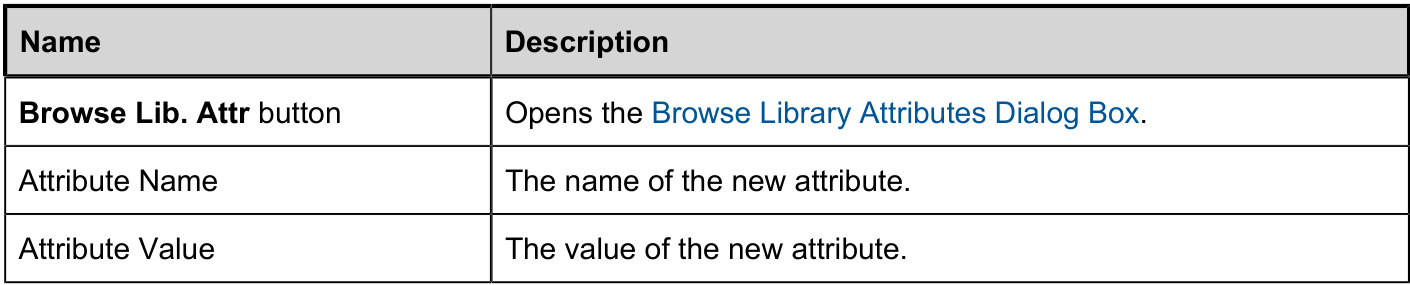 Name Description
Browse Lib. Attr button Opens the Browse Library Attributes Dialog Box.
Attribute Name The name of the new attribute.
Attribute Value The value of the new attribute.